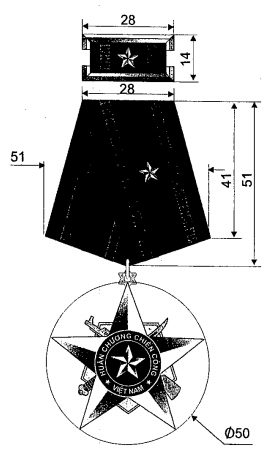 28
14
28
51
41
51
HUÂN CHƯƠNG CHIẾN CÔNG
VIỆT NAM
Ø50